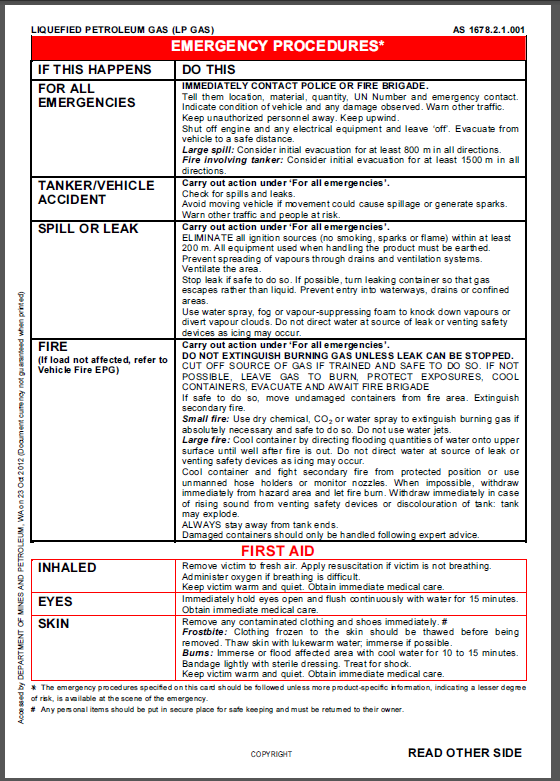 LIQUEFIED PETROLEUM GAS (LP GAS) AS 1678.2.1.001
EMERGENCY PROCEDURES*
IF THIS HAPPENS DO THIS
FOR ALL EMERGENCIES
IMMEDIATELY CONTACT POLICE OR FIRE BRIGADE.
Tell them location, material, quantity, UN Number and emergency contact.
Indicate condition of vehicle and any damage observed. Warn other traffic.
Keep unauthorized personnel away. Keep upwind.
Shut off engine and any electrical equipment and leave 'off'. Evacuate from
vehicle to a safe distance.
Large spill: Consider initial evacuation for at least 800 m in all directions.
Fire involving tanker: Consider initial evacuation for at least 1500 m in all
directions.
TANKER/VEHICLE
ACCIDENT
Carry out action under 'For all emergencies'.
Check for spills and leaks.
Avoid moving vehicle if movement could cause spillage or generate sparks.
Warn other traffic and people at risk.
SPILL OR LEAK
Carry out action under 'For all emergencies'.
ELIMINATE all ignition sources (no smoking, sparks or flame) within at least
200 m. All equipment used when handling the product must be earthed.
Prevent spreading of vapours through drains and ventilation systems.
Ventilate the area.
Stop leak if safe to do so. If possible, turn leaking container so that gas
escapes rather than liquid. Prevent entry into waterways, drains or confined
areas.
Use water spray, fog or vapour-suppressing foam to knock down vapours or
divert vapour clouds. Do not direct water at source of leak or venting safety
devices as icing may occur.
FIRE
(If load not affected, refer to
Vehicle Fire EPG)
Carry out action under 'For all emergencies'.
DO NOT EXTINGUISH BURNING GAS UNLESS LEAK CAN BE STOPPED.
CUT OFF SOURCE OF GAS IF TRAINED AND SAFE TO DO SO. IF NOT
POSSIBLE, LEAVE GAS TO BURN, PROTECT EXPOSURES, COOL
CONTAINERS, EVACUATE AND AWAIT FIRE BRIGADE
If safe to do so, move undamaged containers from fire area. Extinguish
secondary fire.
Small fire: Use dry chemical, CO2 or water spray to extinguish burning gas if
absolutely necessary and safe to do so. Do not use water jets.
Large fire: Cool container by directing flooding quantities of water onto upper
surface until well after fire is out. Do not direct water at source of leak or
venting safety devices as icing may occur.
Cool container and fight secondary fire from protected position or use
unmanned hose holders or monitor nozzles. When impossible, withdraw
immediately from hazard area and let fire burn. Withdraw immediately in case
of rising sound from venting safety devices or discolouration of tank: tank
may explode.
ALWAYS stay away from tank ends.
Damaged containers should only be handled following expert advice.
FIRST AID
INHALED
Remove victim to fresh air. Apply resuscitation if victim is not breathing.
Administer oxygen if breathing is difficult.
Keep victim warm and quiet. Obtain immediate medical care.
EYES
Immediately hold eyes open and flush continuously with water for 15 minutes.
Obtain immediate medical care.
SKIN
Remove any contaminated clothing and shoes immediately. #
Frostbite: Clothing frozen to the skin should be thawed before being
removed. Thaw skin with lukewarm water; immerse if possible.
Burns: Immerse or flood affected area with cool water for 10 to 15 minutes.
Bandage lightly with sterile dressing. Treat for shock.
Keep victim warm and quiet. Obtain immediate medical care.
* The emergency procedures specified on this card should be followed unless more product-specific information, indicating a lesser degree
of risk, is available at the scene of the emergency.
# Any personal items should be put in secure place for safe keeping and must be returned to their owner.
COPYRIGHT
READ OTHER SIDE
Accessed by DEPARTMENT OF MINES AND PETROLEUM, WA on 23 Oct 2012 (Document currency not guaranteed when printed)